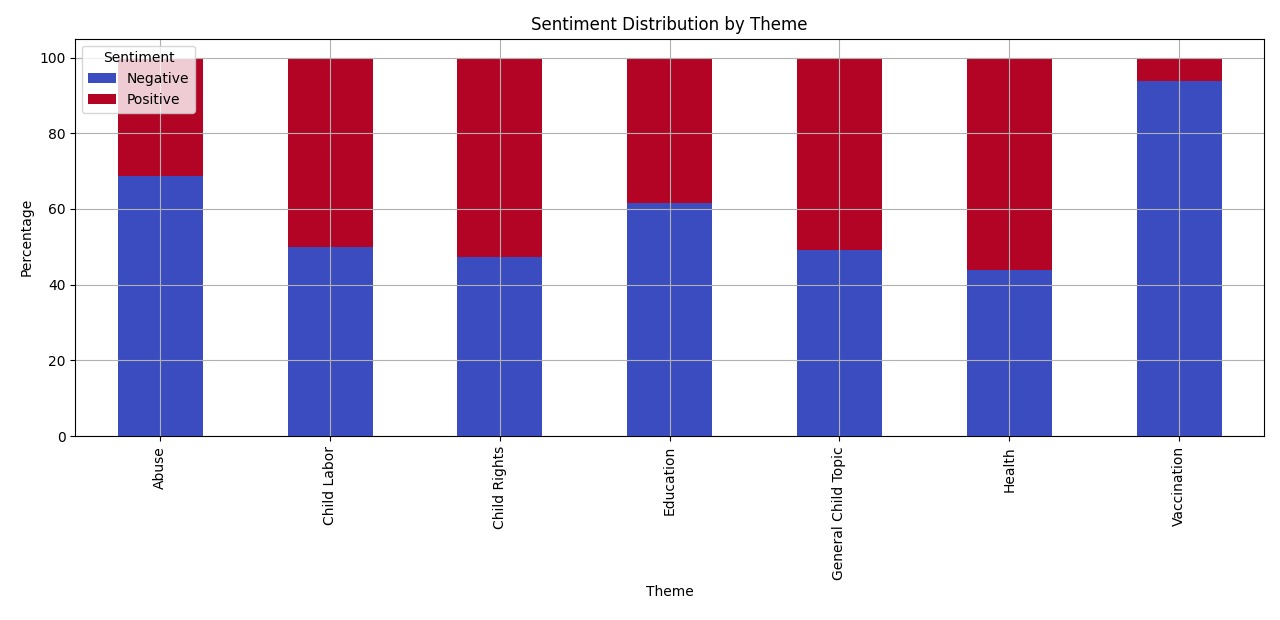 Sentiment Distribution by Theme
Sentiment
Negative
Positive
Percentage
100
80
60
40
20
0
Abuse
Child Labor
Child Rights
Education
General Child Topic
Health
Vaccination
Theme